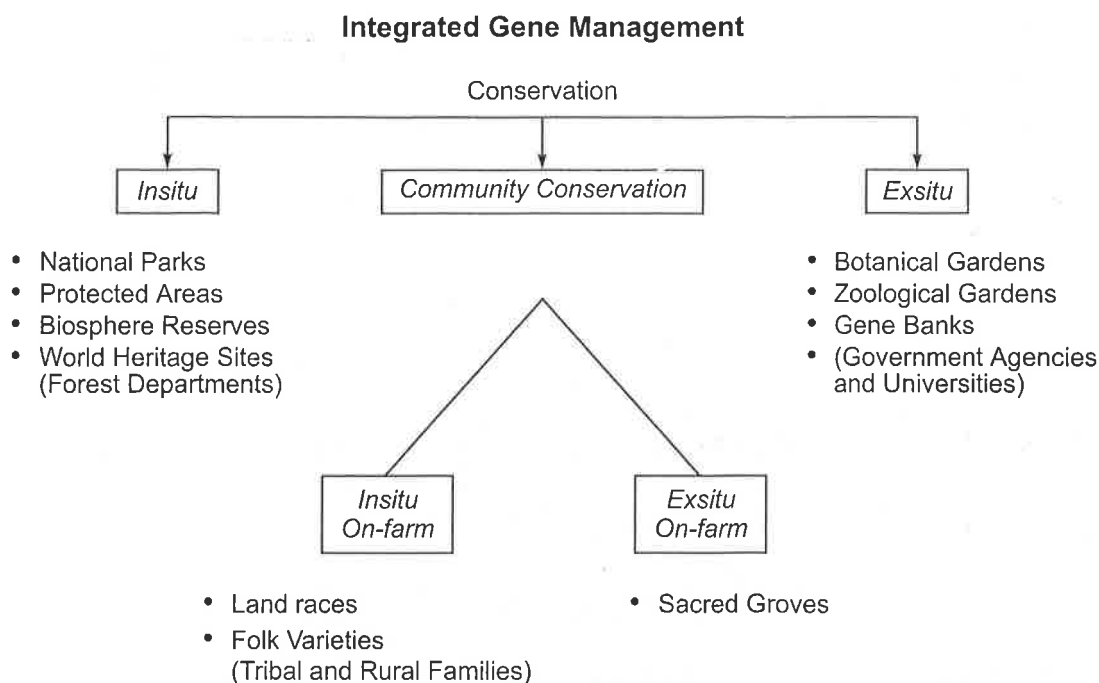 Integrated Gene Management
Conservation
Insitu
Community Conservation
Exsitu
• National Parks
• Protected Areas
• Biosphere Reserves
• World Heritage Sites
(Forest Departments)
• Botanical Gardens
• Zoological Gardens
• Gene Banks
• (Government Agencies
and Universities)
Insitu
On-farm
Exsitu
On-farm
• Land races
• Folk Varieties
(Tribal and Rural Families)
• Sacred Groves